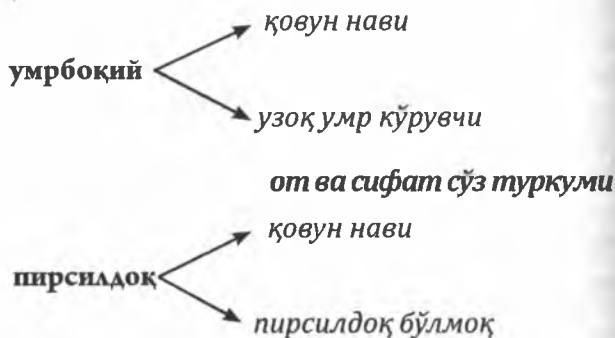 қовун нави
умрбоқий
узоқ умр кўрувчи
от ва сифат сўз туркуми
қовун нави
пирсилдоқ
пирсилдоқ бўлмоқ